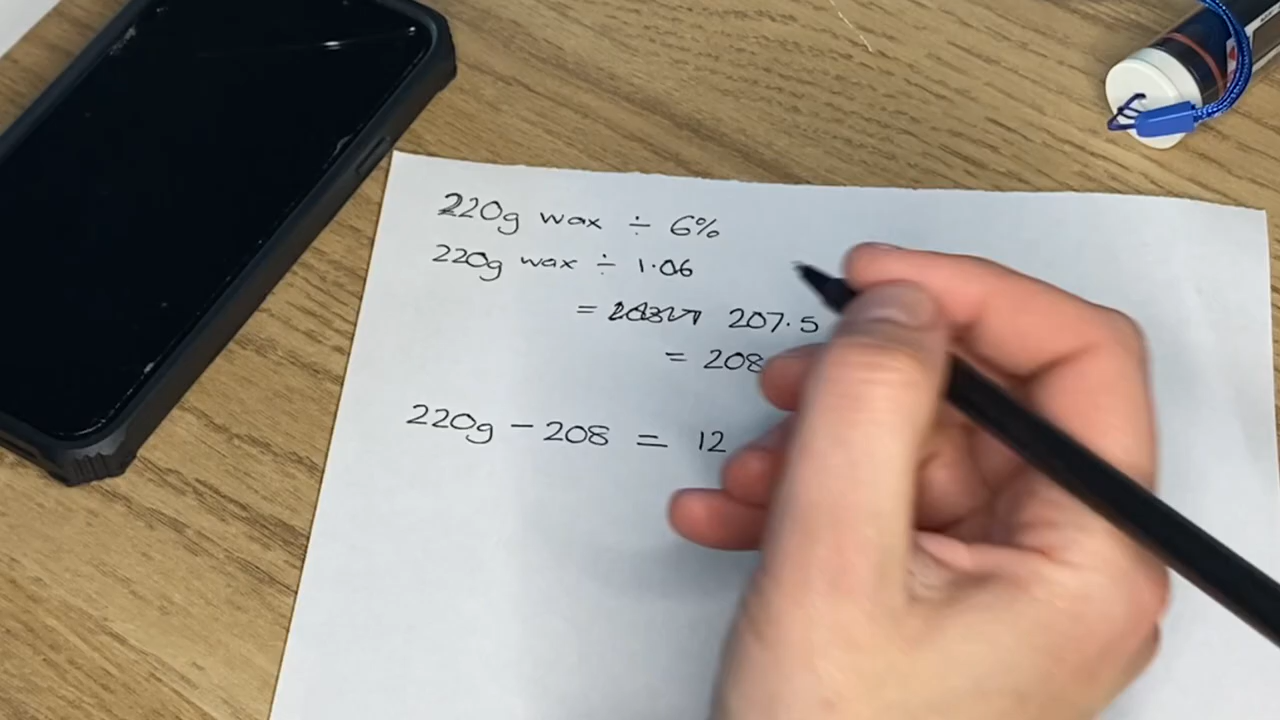 220g wax ÷ 6%
220g wax ÷ 1.06
= 207.5
= 208
220g - 208 = 12